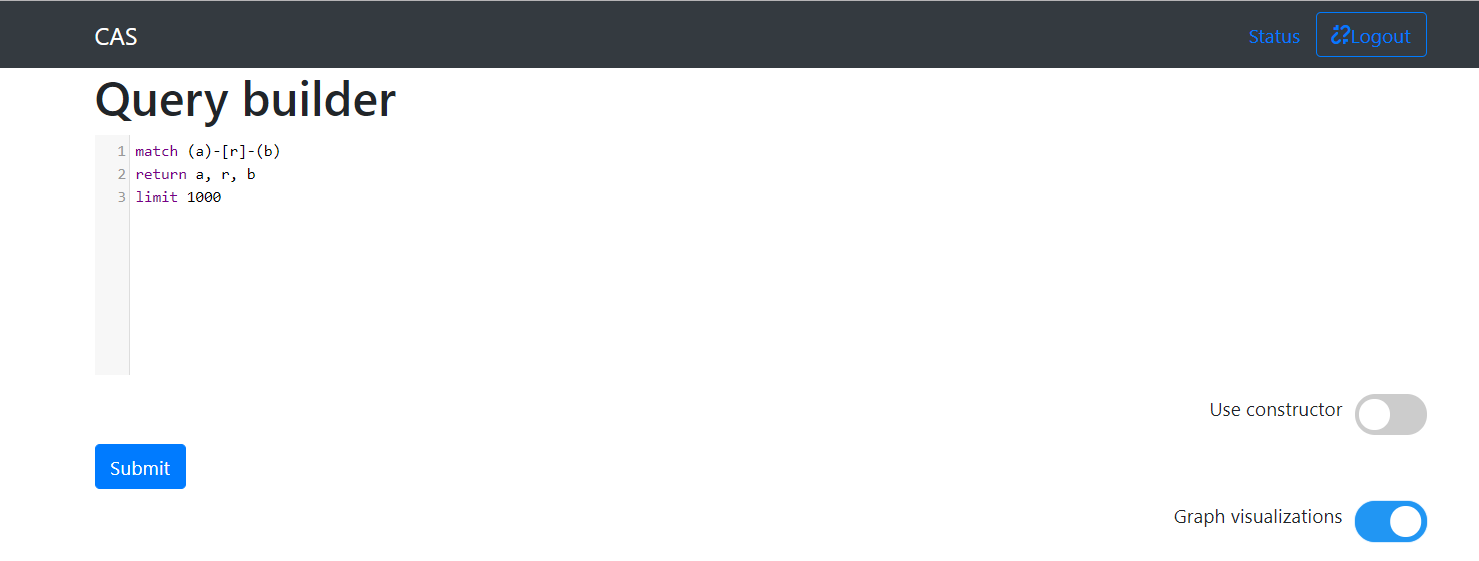 CAS
Status
Logout
Query builder
1 match (a)-[r]-(b)
2 return a, r, b
3 limit 1000
Use constructor
Submit
Graph visualizations